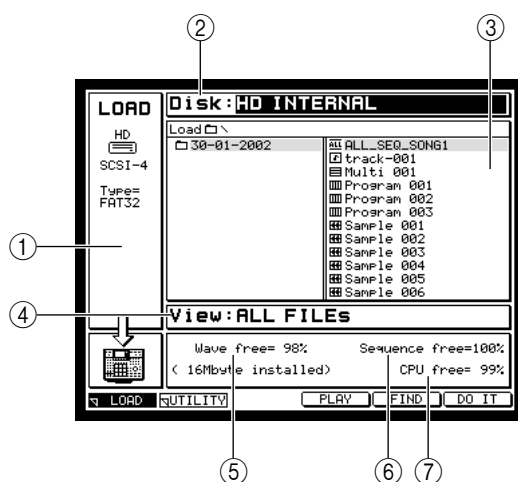 ② ③
LOAD
Disk:HD INTERNAL
HD
SCSI-4
Type=
FAT32
Load \
30-01-2002
ALL ALL_SEQ_SONG1
track-001
Multi 001
Program 001
Program 002
Program 003
Sample 001
Sample 002
Sample 003
Sample 004
Sample 005
Sample 006
①
④
View:ALL FILEs
Wave free= 98% Sequence free=100%
( 16Mbyte installed) CPU free= 99%
LOAD UTILITY PLAY FIND DO IT
⑤ ⑥ ⑦